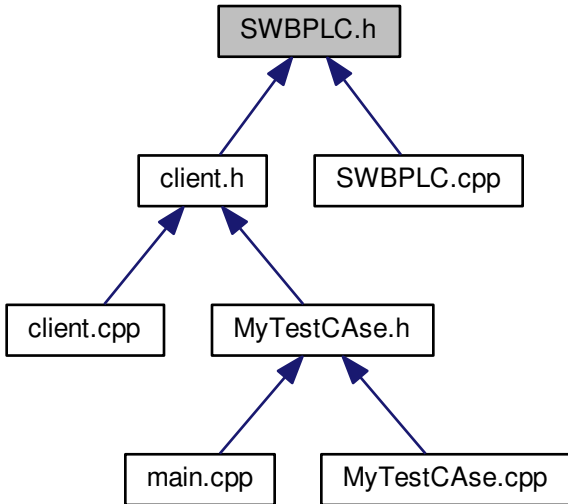 SWBPLC.h
client.h
SWBPLC.cpp
client.cpp
MyTestCAse.h
main.cpp
MyTestCAse.cpp